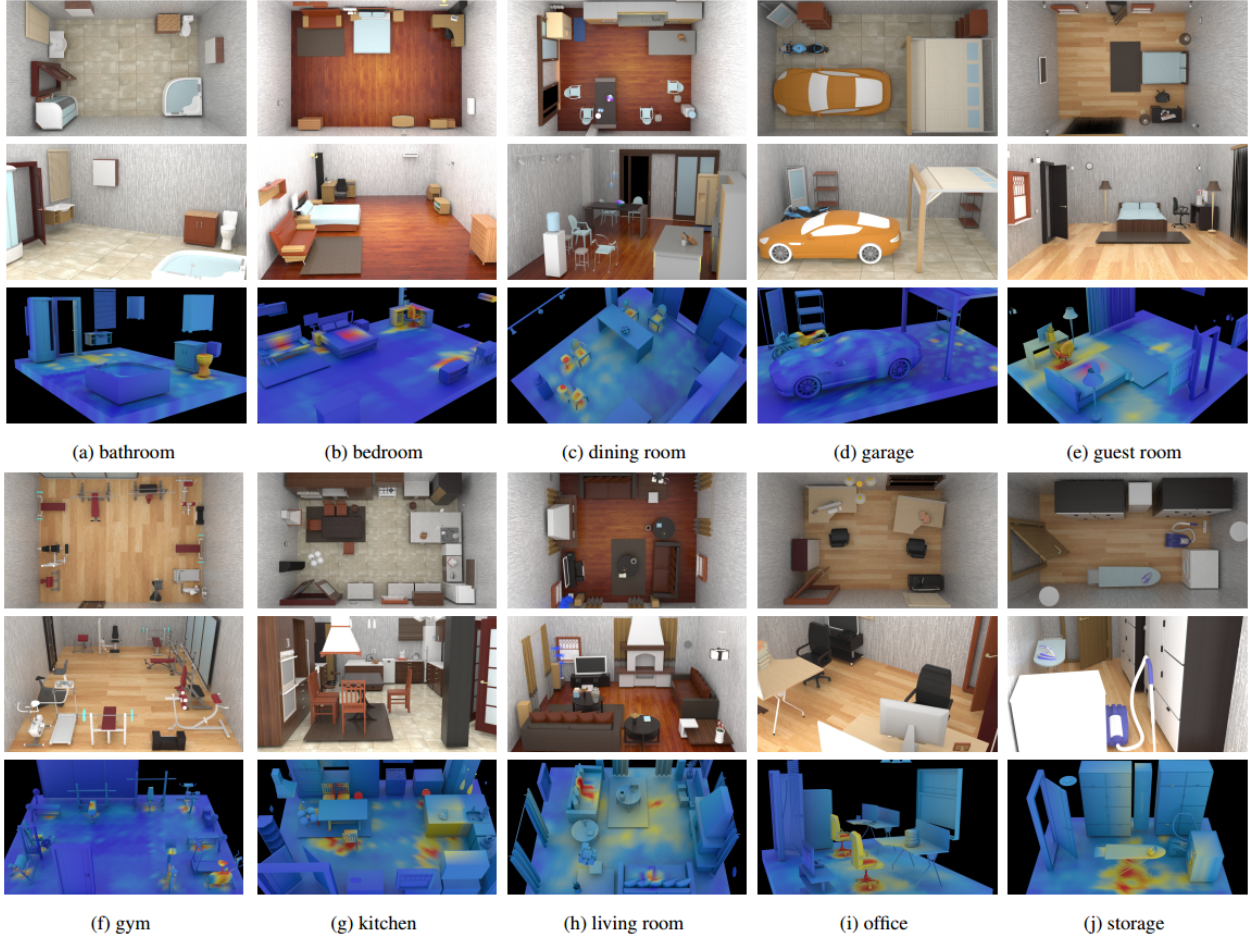 (a) bathroom
(b) bedroom
(c) dining room
(d) garage
(e) guest room
(f) gym
(g) kitchen
(h) living room
(i) office
(j) storage